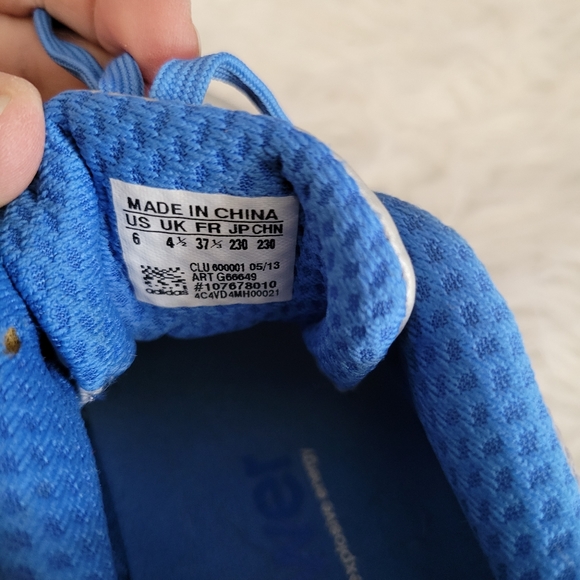 MADE IN CHINA
US UK FR JP CHN
6 4½ 37⅓ 230 230
CLU 600001 05/13
ART G66649
#107678010
adidas 4C4VD4MH00021